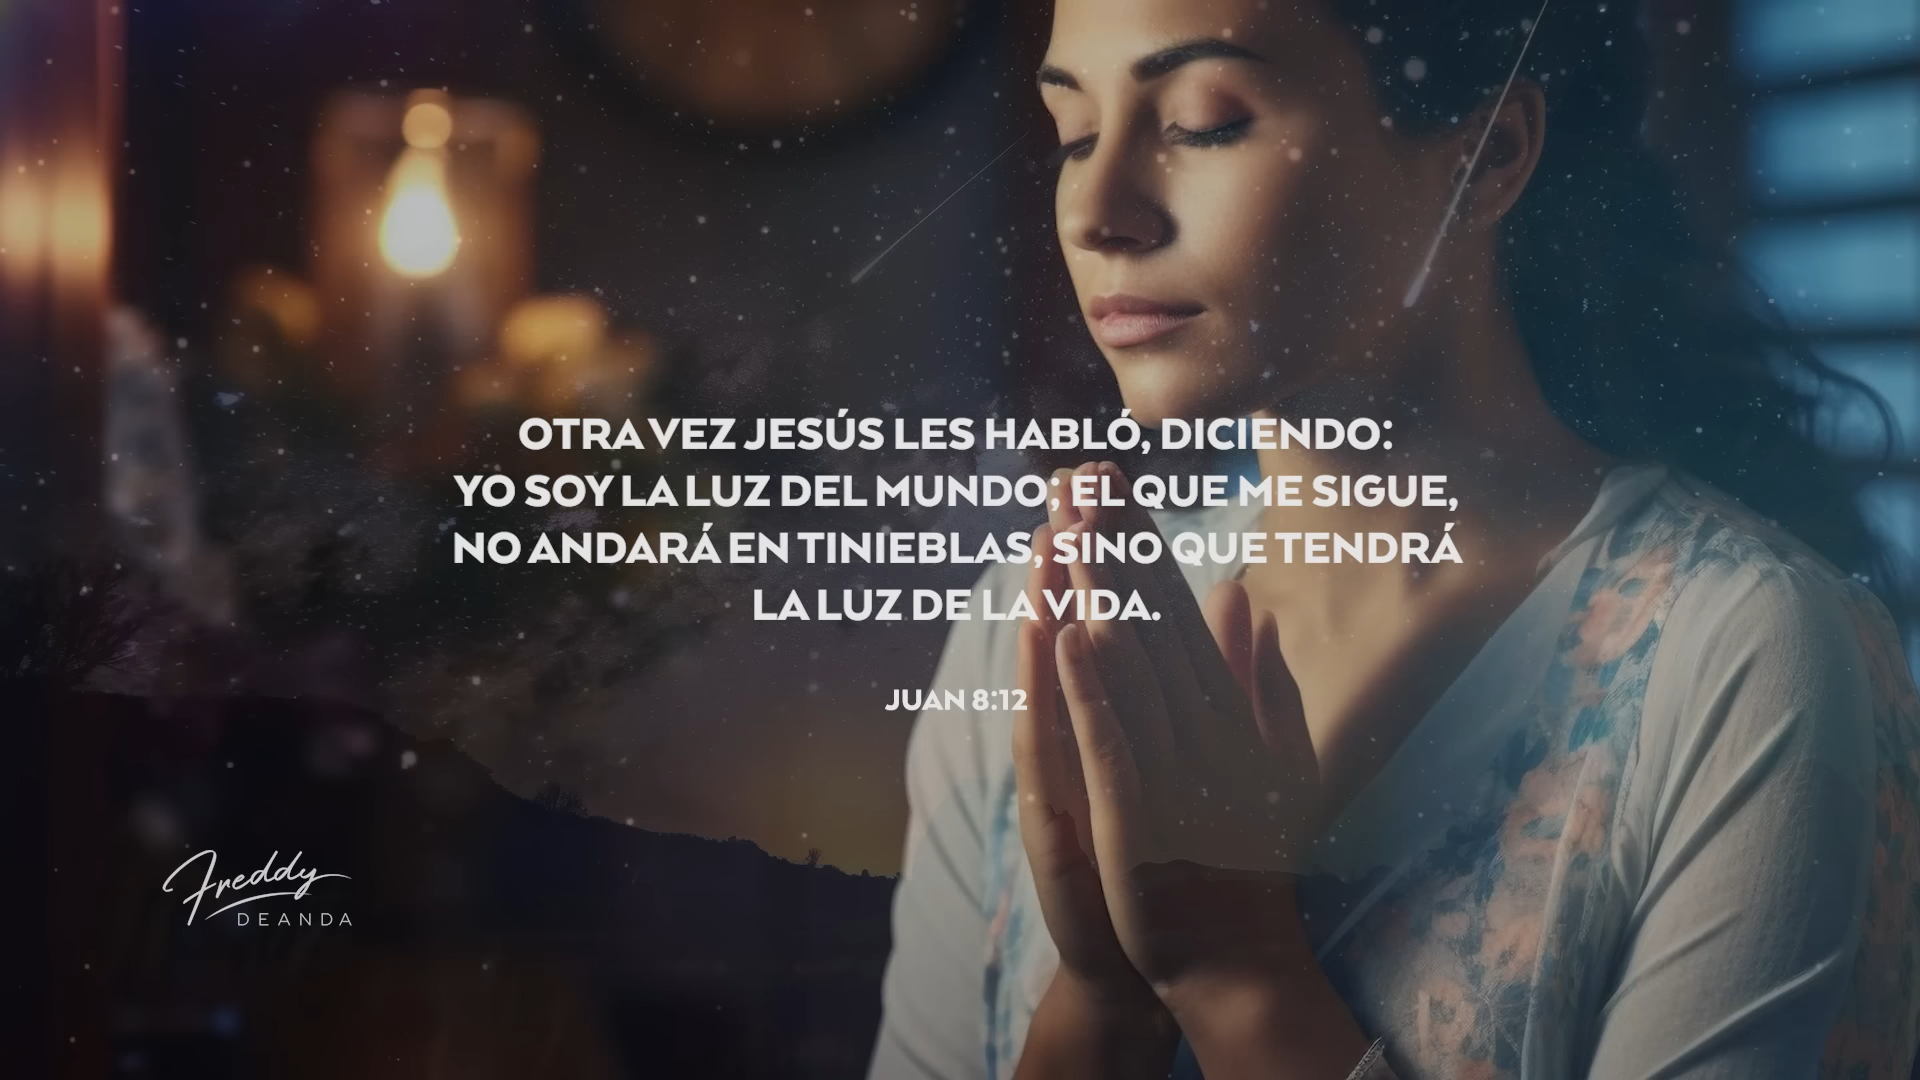 OTRA VEZ JESÚS LES HABLÓ, DICIENDO:
YO SOY LA LUZ DEL MUNDO; EL QUE ME SIGUE,
NO ANDARÁ EN TINIEBLAS, SINO QUE TENDRÁ
LA LUZ DE LA VIDA.
JUAN 8:12
Freddy
DEANDA